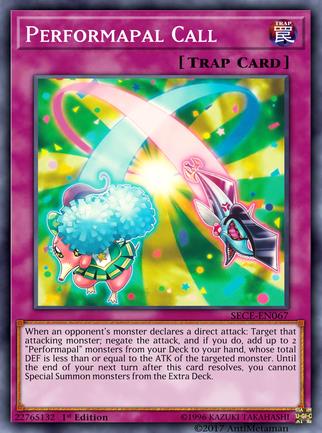 Performapal Call
TRAP
罠
[Trap Card]
SECE-EN067
When an opponent's monster declares a direct attack: Target that
attacking monster; negate the attack, and if you do, add up to 2
"Performapal" monsters from your Deck to your hand, whose total
DEF is less than or equal to the ATK of the targeted monster. Until
the end of your next turn after this card resolves, you cannot
Special Summon monsters from the Extra Deck.
22765132 1st Edition ©1996 KAZUKI TAKAHASHI
©2017 AntiMetaman